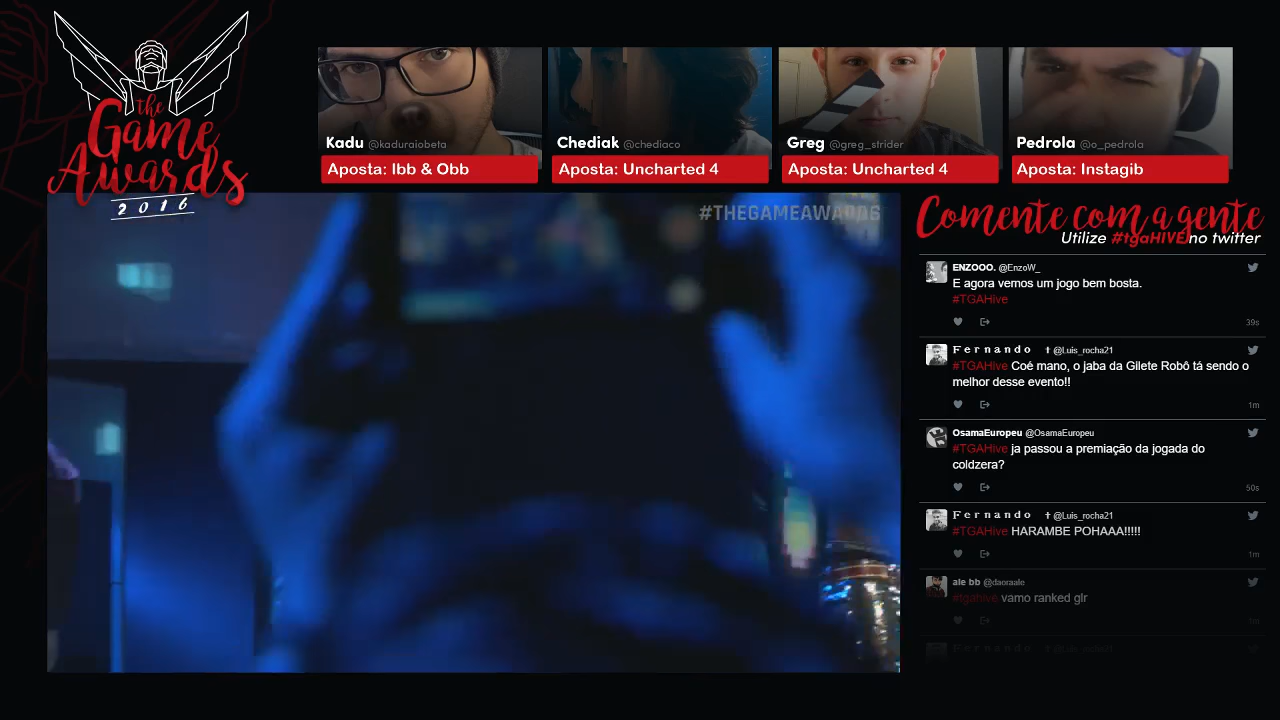 the
Game
Awards
2016
Kadu @kaduraiobeta
Aposta: Ibb & Obb
Chediak @chediaco
Aposta: Uncharted 4
Greg @greg_strider
Aposta: Uncharted 4
Pedrola @o_pedrola
Aposta: Instagib
#THEGAMEAWARDS
Comente com a gente
Utilize #tgaHIVE no twitter
ENZOOO. @EnzoW_
E agora vemos um jogo bem bosta.
#TGAHive
39s
Fernando ✝ @Luis_rocha21
#TGAHive Coé mano, o jaba da Gilete Robô tá sendo o
melhor desse evento!!
1m
OsamaEuropeu @OsamaEuropeu
#TGAHive ja passou a premiação da jogada do
coldzera?
50s
Fernando ✝ @Luis_rocha21
#TGAHive HARAMBE POHAAA!!!!!
1m
ale bb @daoraale
#tgahive vamo ranked glr
1m
Fernando ✝ @Luis_rocha21